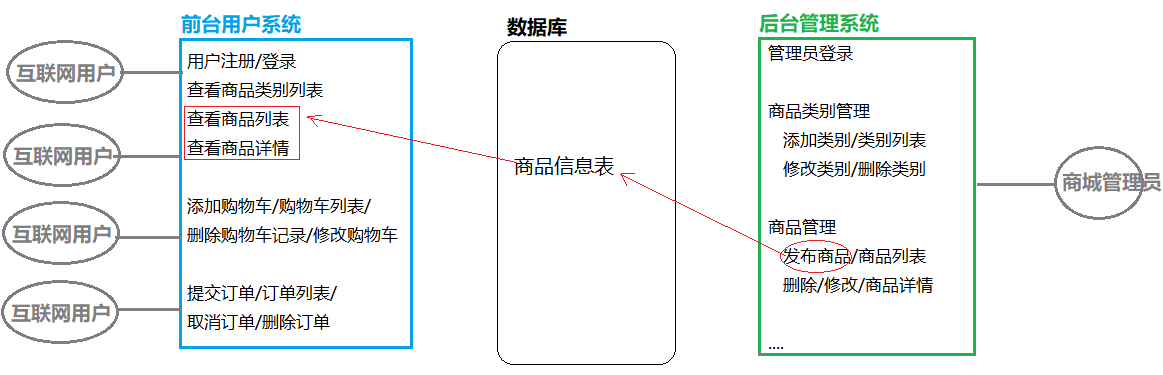 前台用户系统
互联网用户
互联网用户
互联网用户
互联网用户
用户注册/登录
查看商品类别列表
查看商品列表
查看商品详情
添加购物车/购物车列表/
删除购物车记录/修改购物车
提交订单/订单列表/
取消订单/删除订单
数据库
商品信息表
后台管理系统
管理员登录
商品类别管理
添加类别/类别列表
修改类别/删除类别
商品管理
发布商品/商品列表
删除/修改/商品详情
....
商城管理员